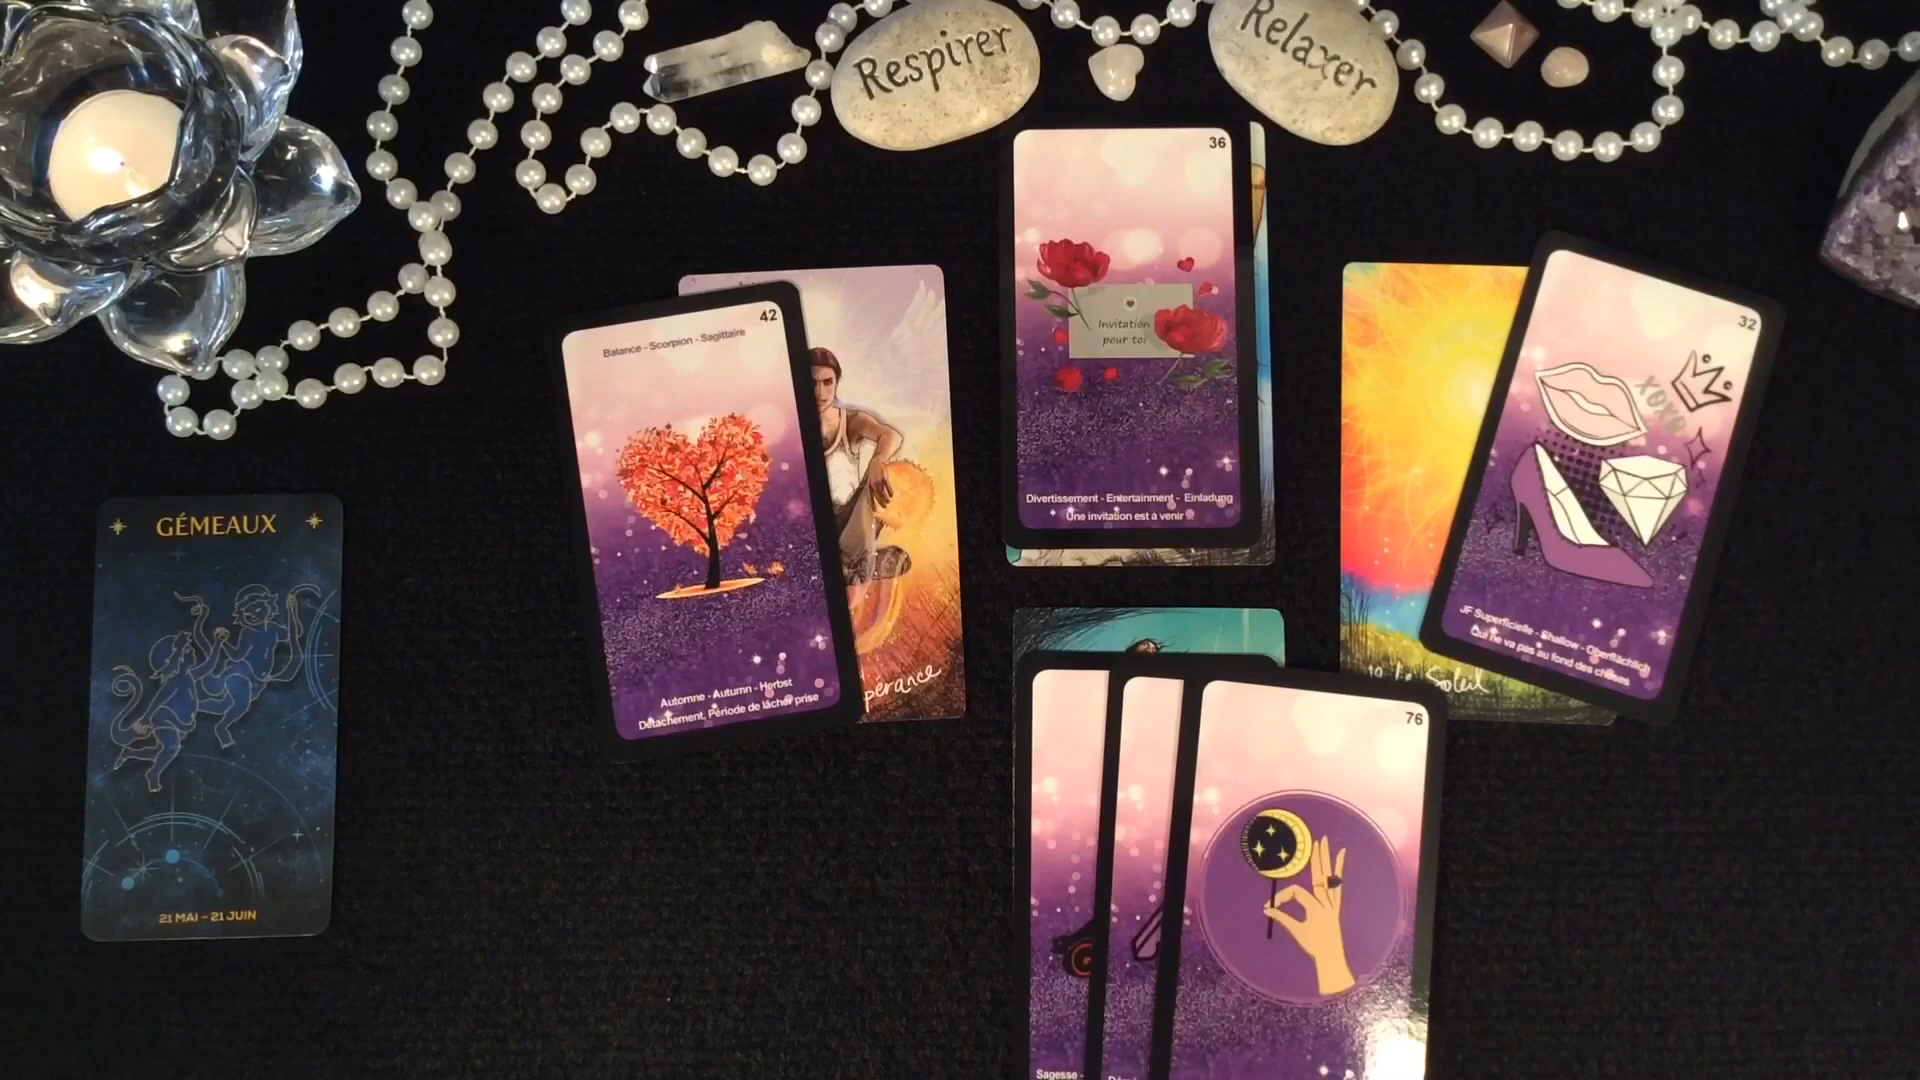 Respirer
Relaxer
GÉMEAUX
21 MAI - 21 JUIN
42
Balance - Scorpion - Sagittaire
Automne - Autumn - Herbst
Détachement, Période de lâcher prise
pérance
36
Invitation
pour toi
Divertissement - Entertainment - Einladung
Une invitation est à venir
32
XOXO
JF Superficielle - Shallow - Oberflächlich
Qui ne va pas au fond des choses
19 le Soleil
76
Sagesse -